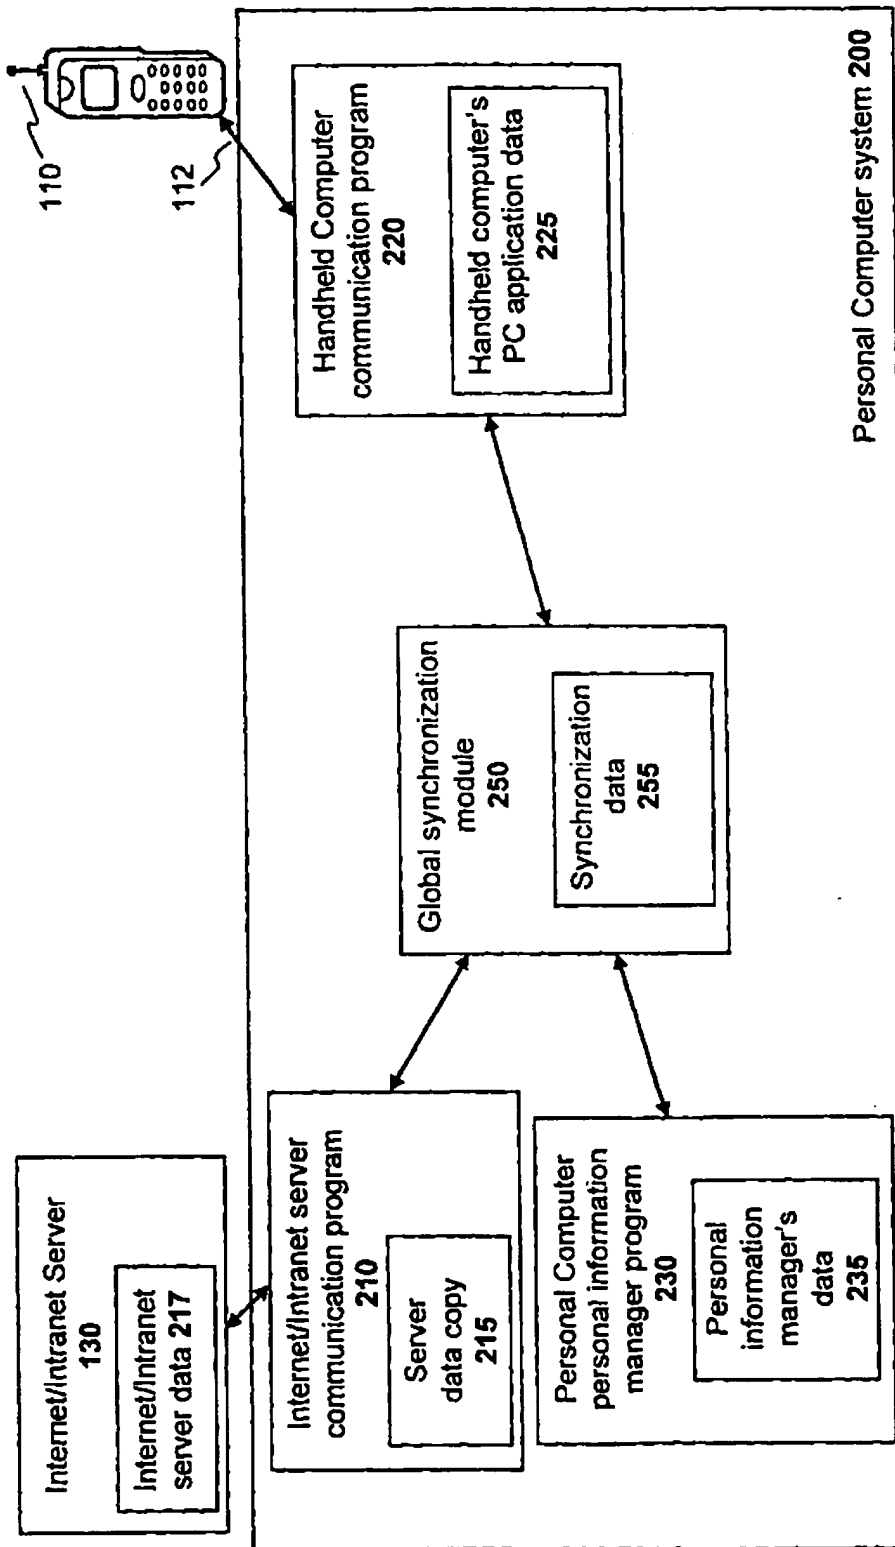 Internet/Intranet Server
130
Internet/Intranet
server data 217
110
112
Internet/Intranet server
communication program
210
Server
data copy
215
Global synchronization
module
250
Synchronization
data
255
Handheld Computer
communication program
220
Handheld computer's
PC application data
225
Personal Computer
personal information
manager program
230
Personal
information
manager's
data
235
Personal Computer system 200